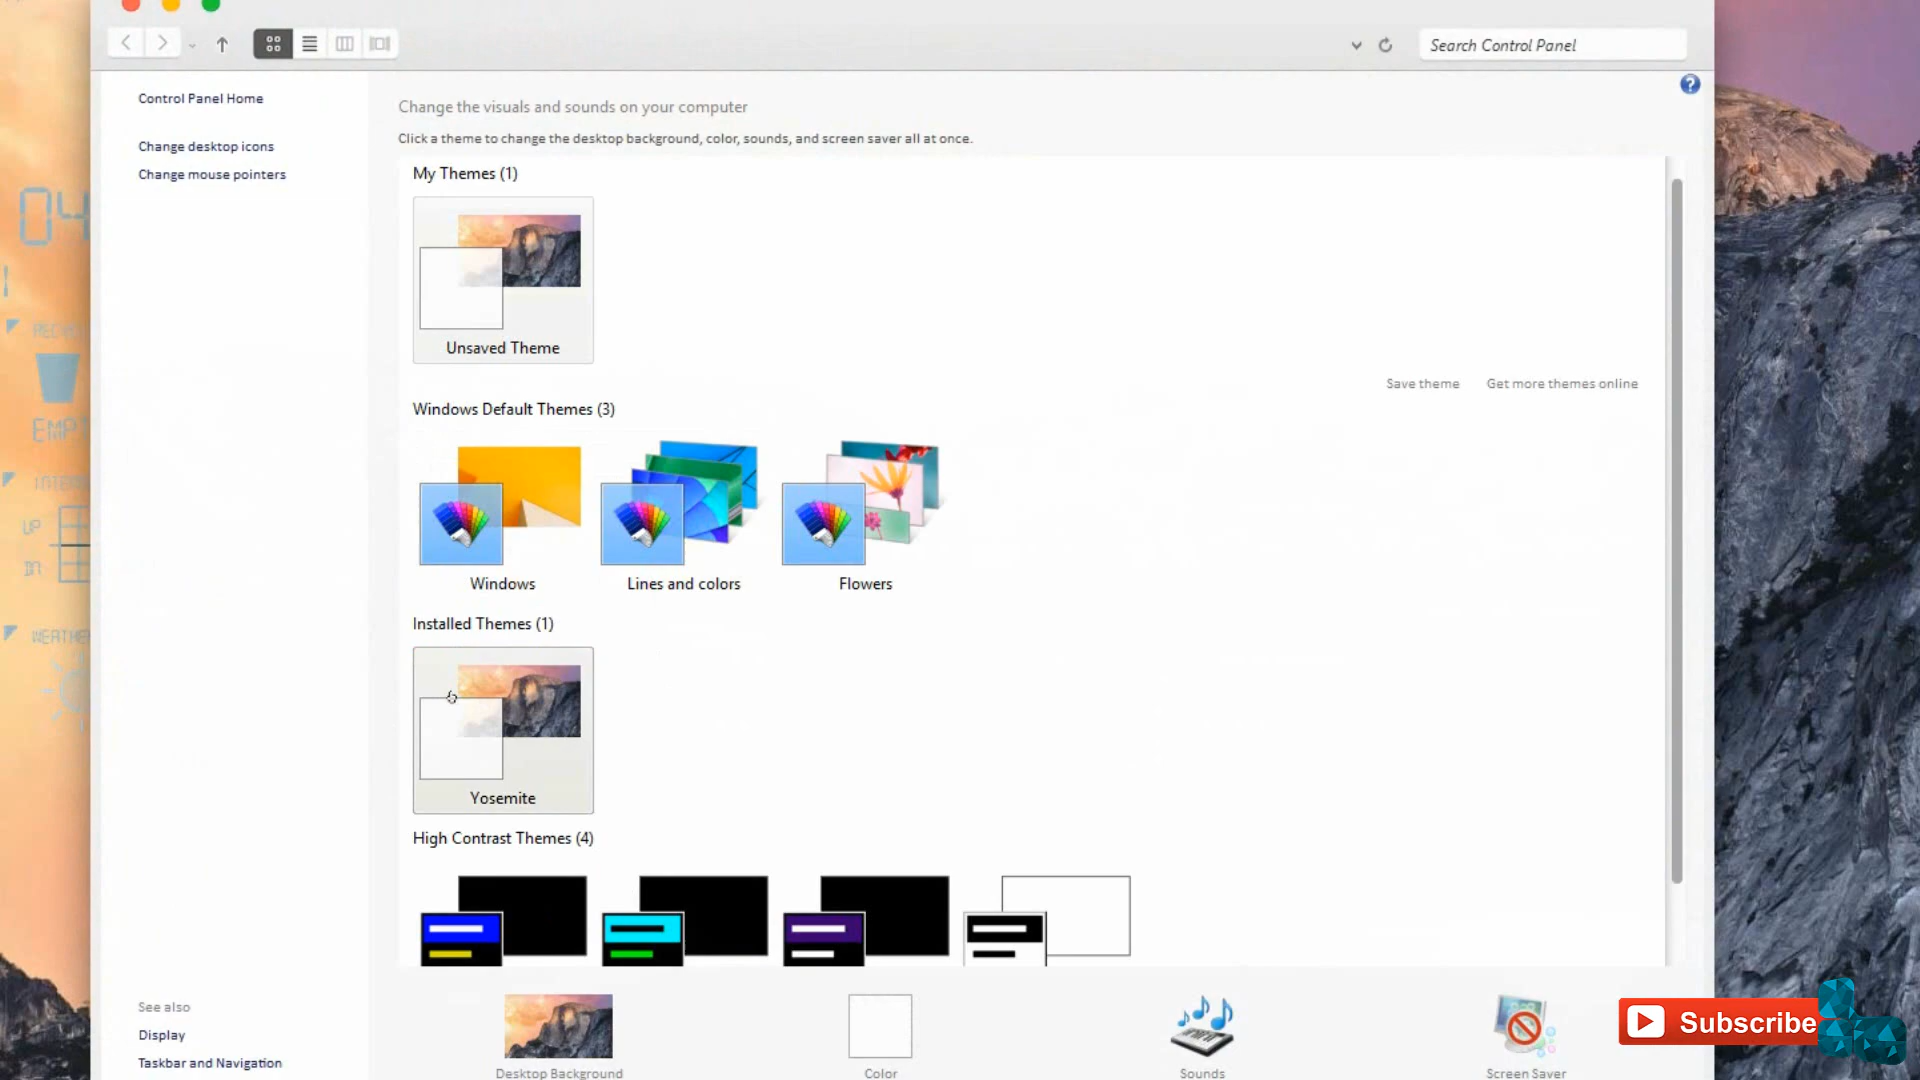 Search Control Panel
Control Panel Home
Change desktop icons
Change mouse pointers
Change the visuals and sounds on your computer
Click a theme to change the desktop background, color, sounds, and screen saver all at once.
My Themes (1)
Unsaved Theme
Save theme
Get more themes online
Windows Default Themes (3)
Windows
Lines and colors
Flowers
Installed Themes (1)
Yosemite
High Contrast Themes (4)
See also
Display
Taskbar and Navigation
Desktop Background
Color
Sounds
Screen Saver
Subscribe
04
EMPT
UP